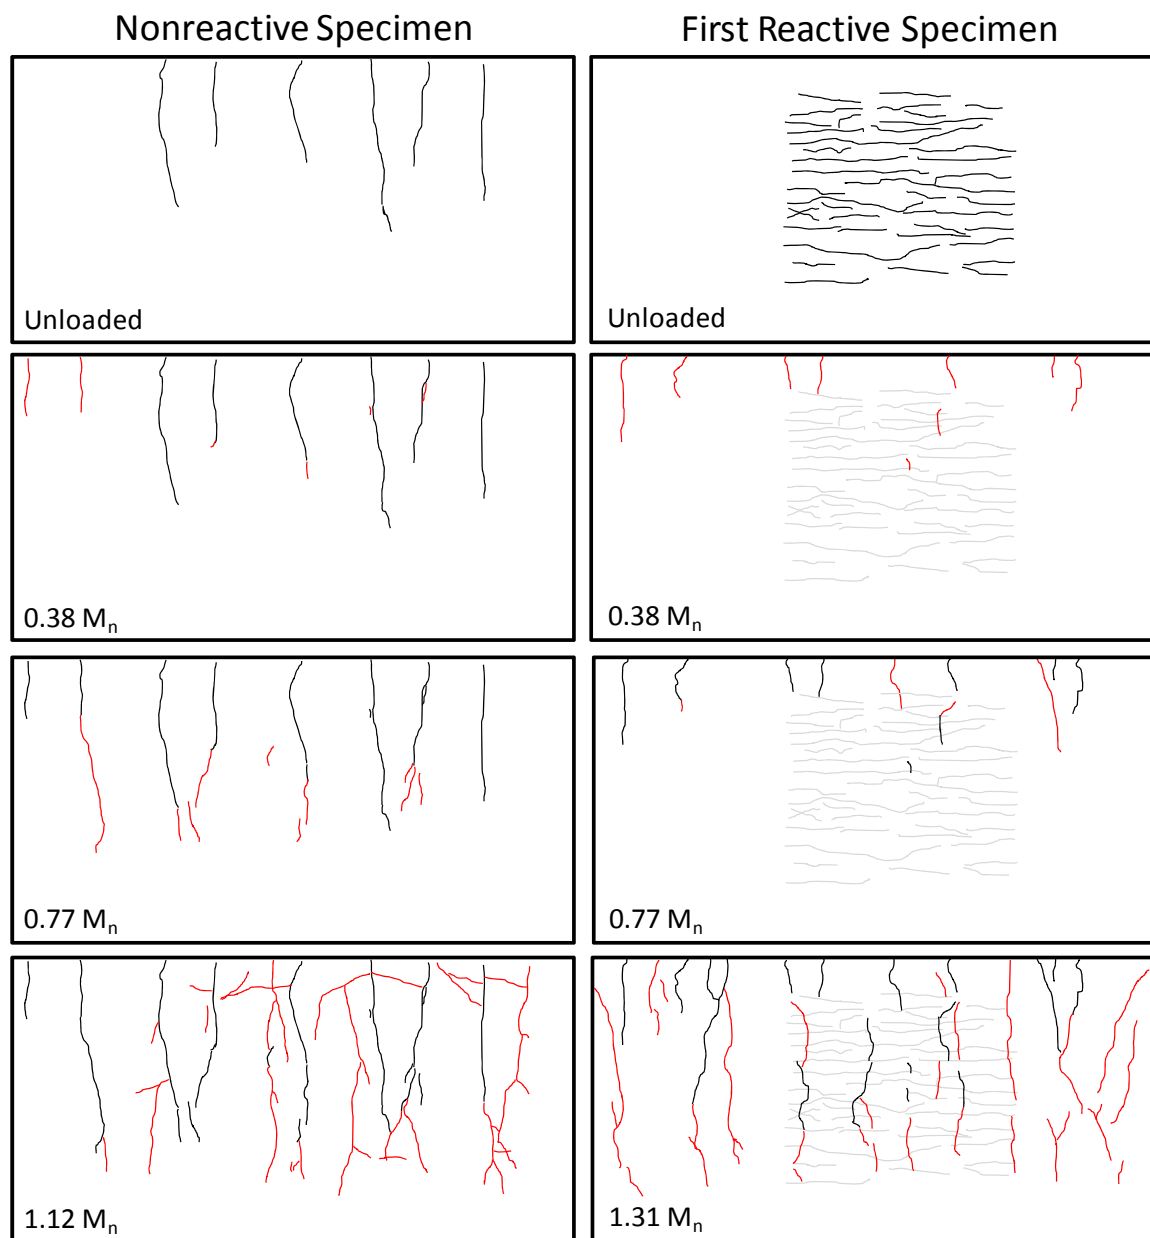 Nonreactive Specimen
First Reactive Specimen
Unloaded
Unloaded
0.38 Mₙ
0.38 Mₙ
0.77 Mₙ
0.77 Mₙ
1.12 Mₙ
1.31 Mₙ